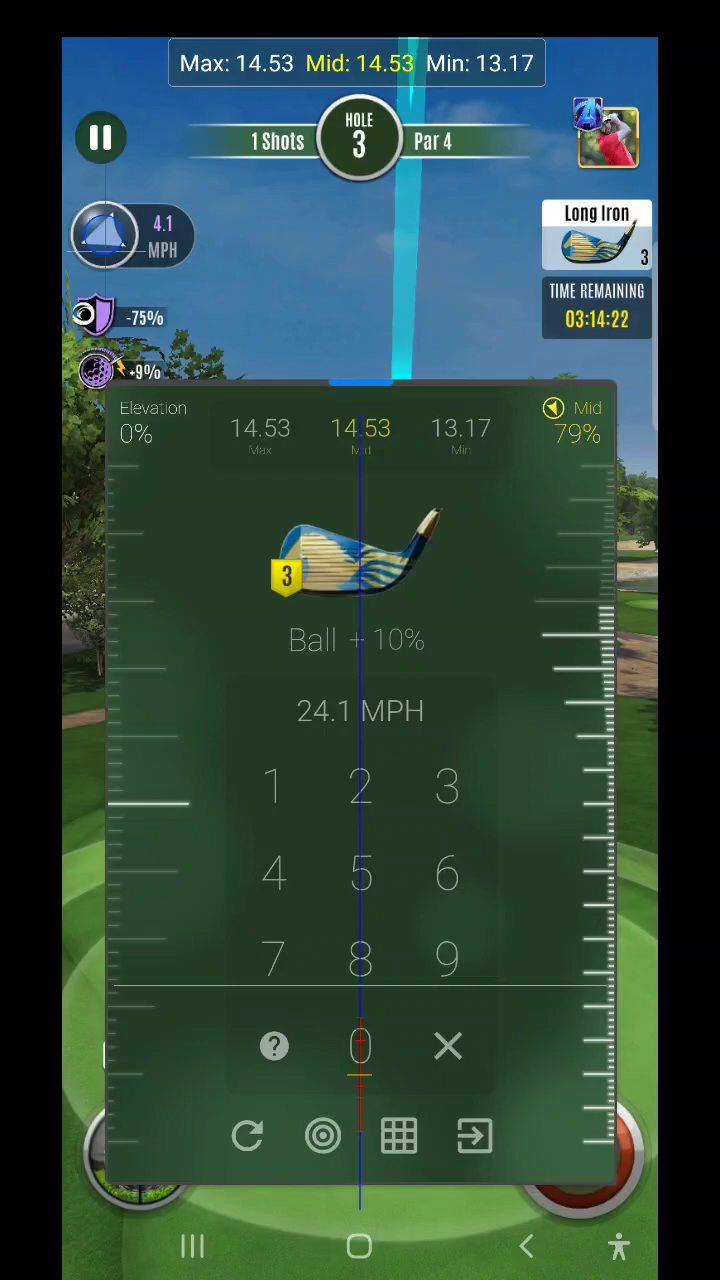 Max: 14.53 Mid: 14.53 Min: 13.17
HOLE
3
1 Shots
Par 4
4.1
MPH
Long Iron
3
TIME REMAINING
03:14:22
-75%
+9%
Elevation
0%
14.53
Max
14.53
Mid
13.17
Min
Mid
79%
3
Ball + 10%
24.1 MPH
1 2 3
4 5 6
7 8 9
? 0